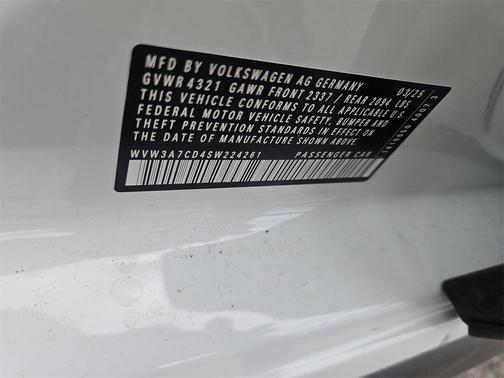 MFD BY VOLKSWAGEN AG GERMANY 03/25
GVWR 4321 GAWR FRONT 2337 / REAR 2094 LBS
THIS VEHICLE CONFORMS TO ALL APPLICABLE U.S.
FEDERAL MOTOR VEHICLE SAFETY, BUMPER AND
THEFT PREVENTION STANDARDS IN EFFECT ON
THE DATE OF MANUFACTURE SHOWN ABOVE.
WVW3A7CD4SW224261 PASSENGER CAR